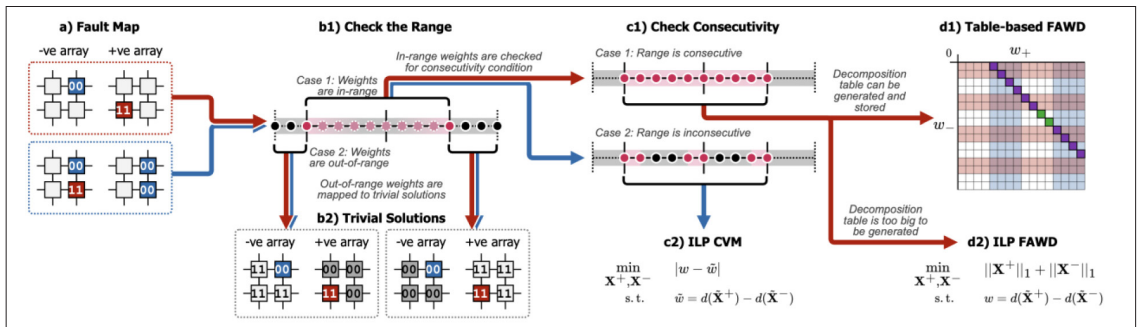 a) Fault Map
-ve array
+ve array
00
11
00
11
00
b1) Check the Range
In-range weights are checked
for consecutivity condition
Case 1: Weights
are in-range
Case 2: Weights
are out-of-range
Out-of-range weights are
mapped to trivial solutions
b2) Trivial Solutions
-ve array
+ve array
11 00
11 11
00 00
11 00
-ve array
+ve array
00 00
00 00
11 11
11 11
c1) Check Consecutivity
Case 1: Range is consecutive
Case 2: Range is inconsecutive
c2) ILP CVM
min |w − w̃|
X⁺,X⁻
s.t. w̃ = d(X̃⁺) − d(X̃⁻)
d1) Table-based FAWD
0
w₊
w₋
Decomposition
table can be
generated and
stored
Decomposition
table is too big to
be generated
d2) ILP FAWD
min ||X⁺||₁ + ||X⁻||₁
X⁺,X⁻
s.t. w = d(X̃⁺) − d(X̃⁻)